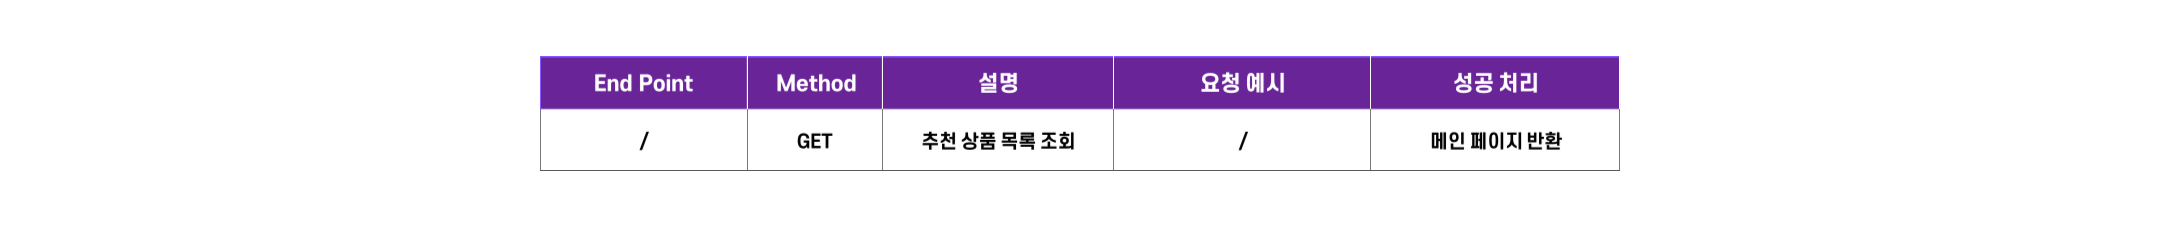 End Point Method 설명 요청 예시 성공 처리
/ GET 추천 상품 목록 조회 / 메인 페이지 반환